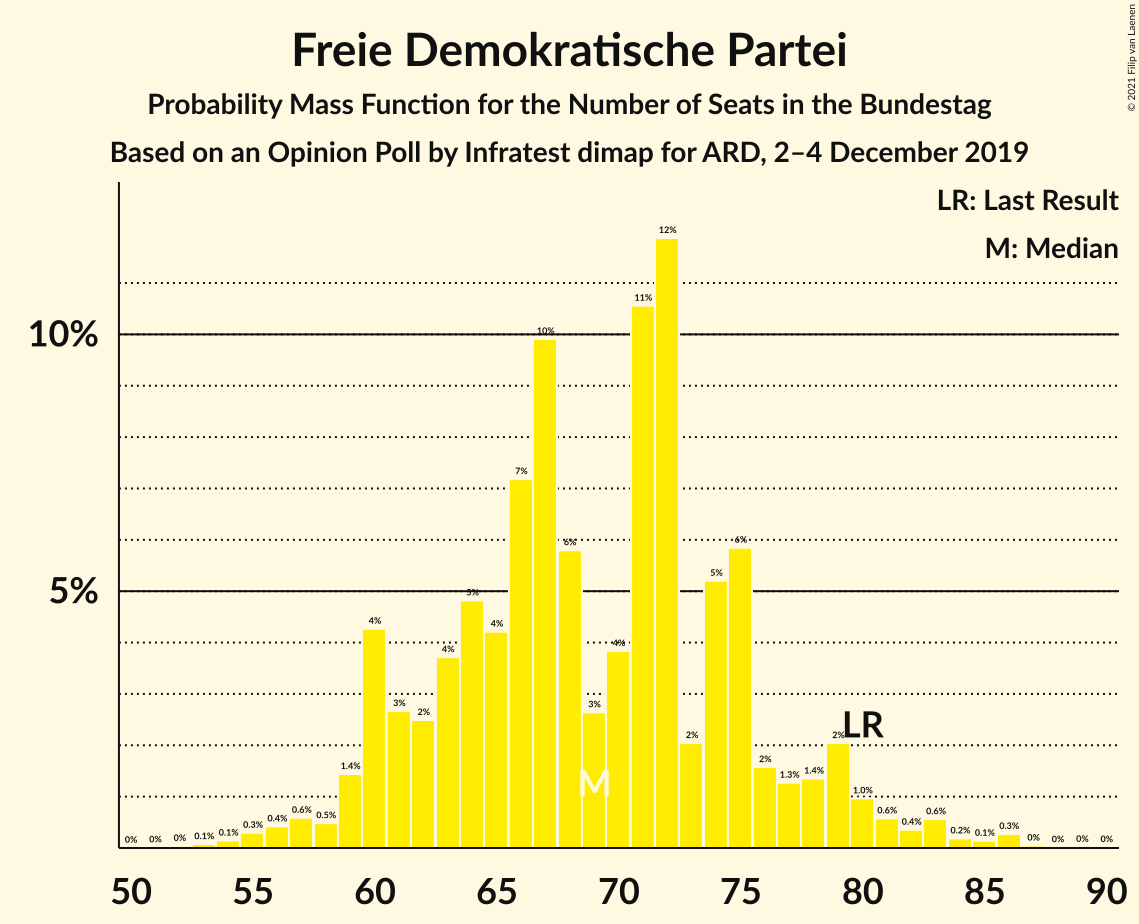 Freie Demokratische Partei
Probability Mass Function for the Number of Seats in the Bundestag
Based on an Opinion Poll by Infratest dimap for ARD, 2–4 December 2019
© 2021 Filip van Laenen
LR: Last Result
M: Median
10%
5%
0% 0% 0% 0.1% 0.1% 0.3% 0.4% 0.6% 0.5% 1.4% 4% 3% 2% 4% 5% 4% 7% 10% 6% 3% 4% 11% 12% 2% 5% 6% 2% 1.3% 1.4% 2% 1.0% 0.6% 0.4% 0.6% 0.2% 0.1% 0.3% 0% 0% 0% 0%
LR
M
50 55 60 65 70 75 80 85 90